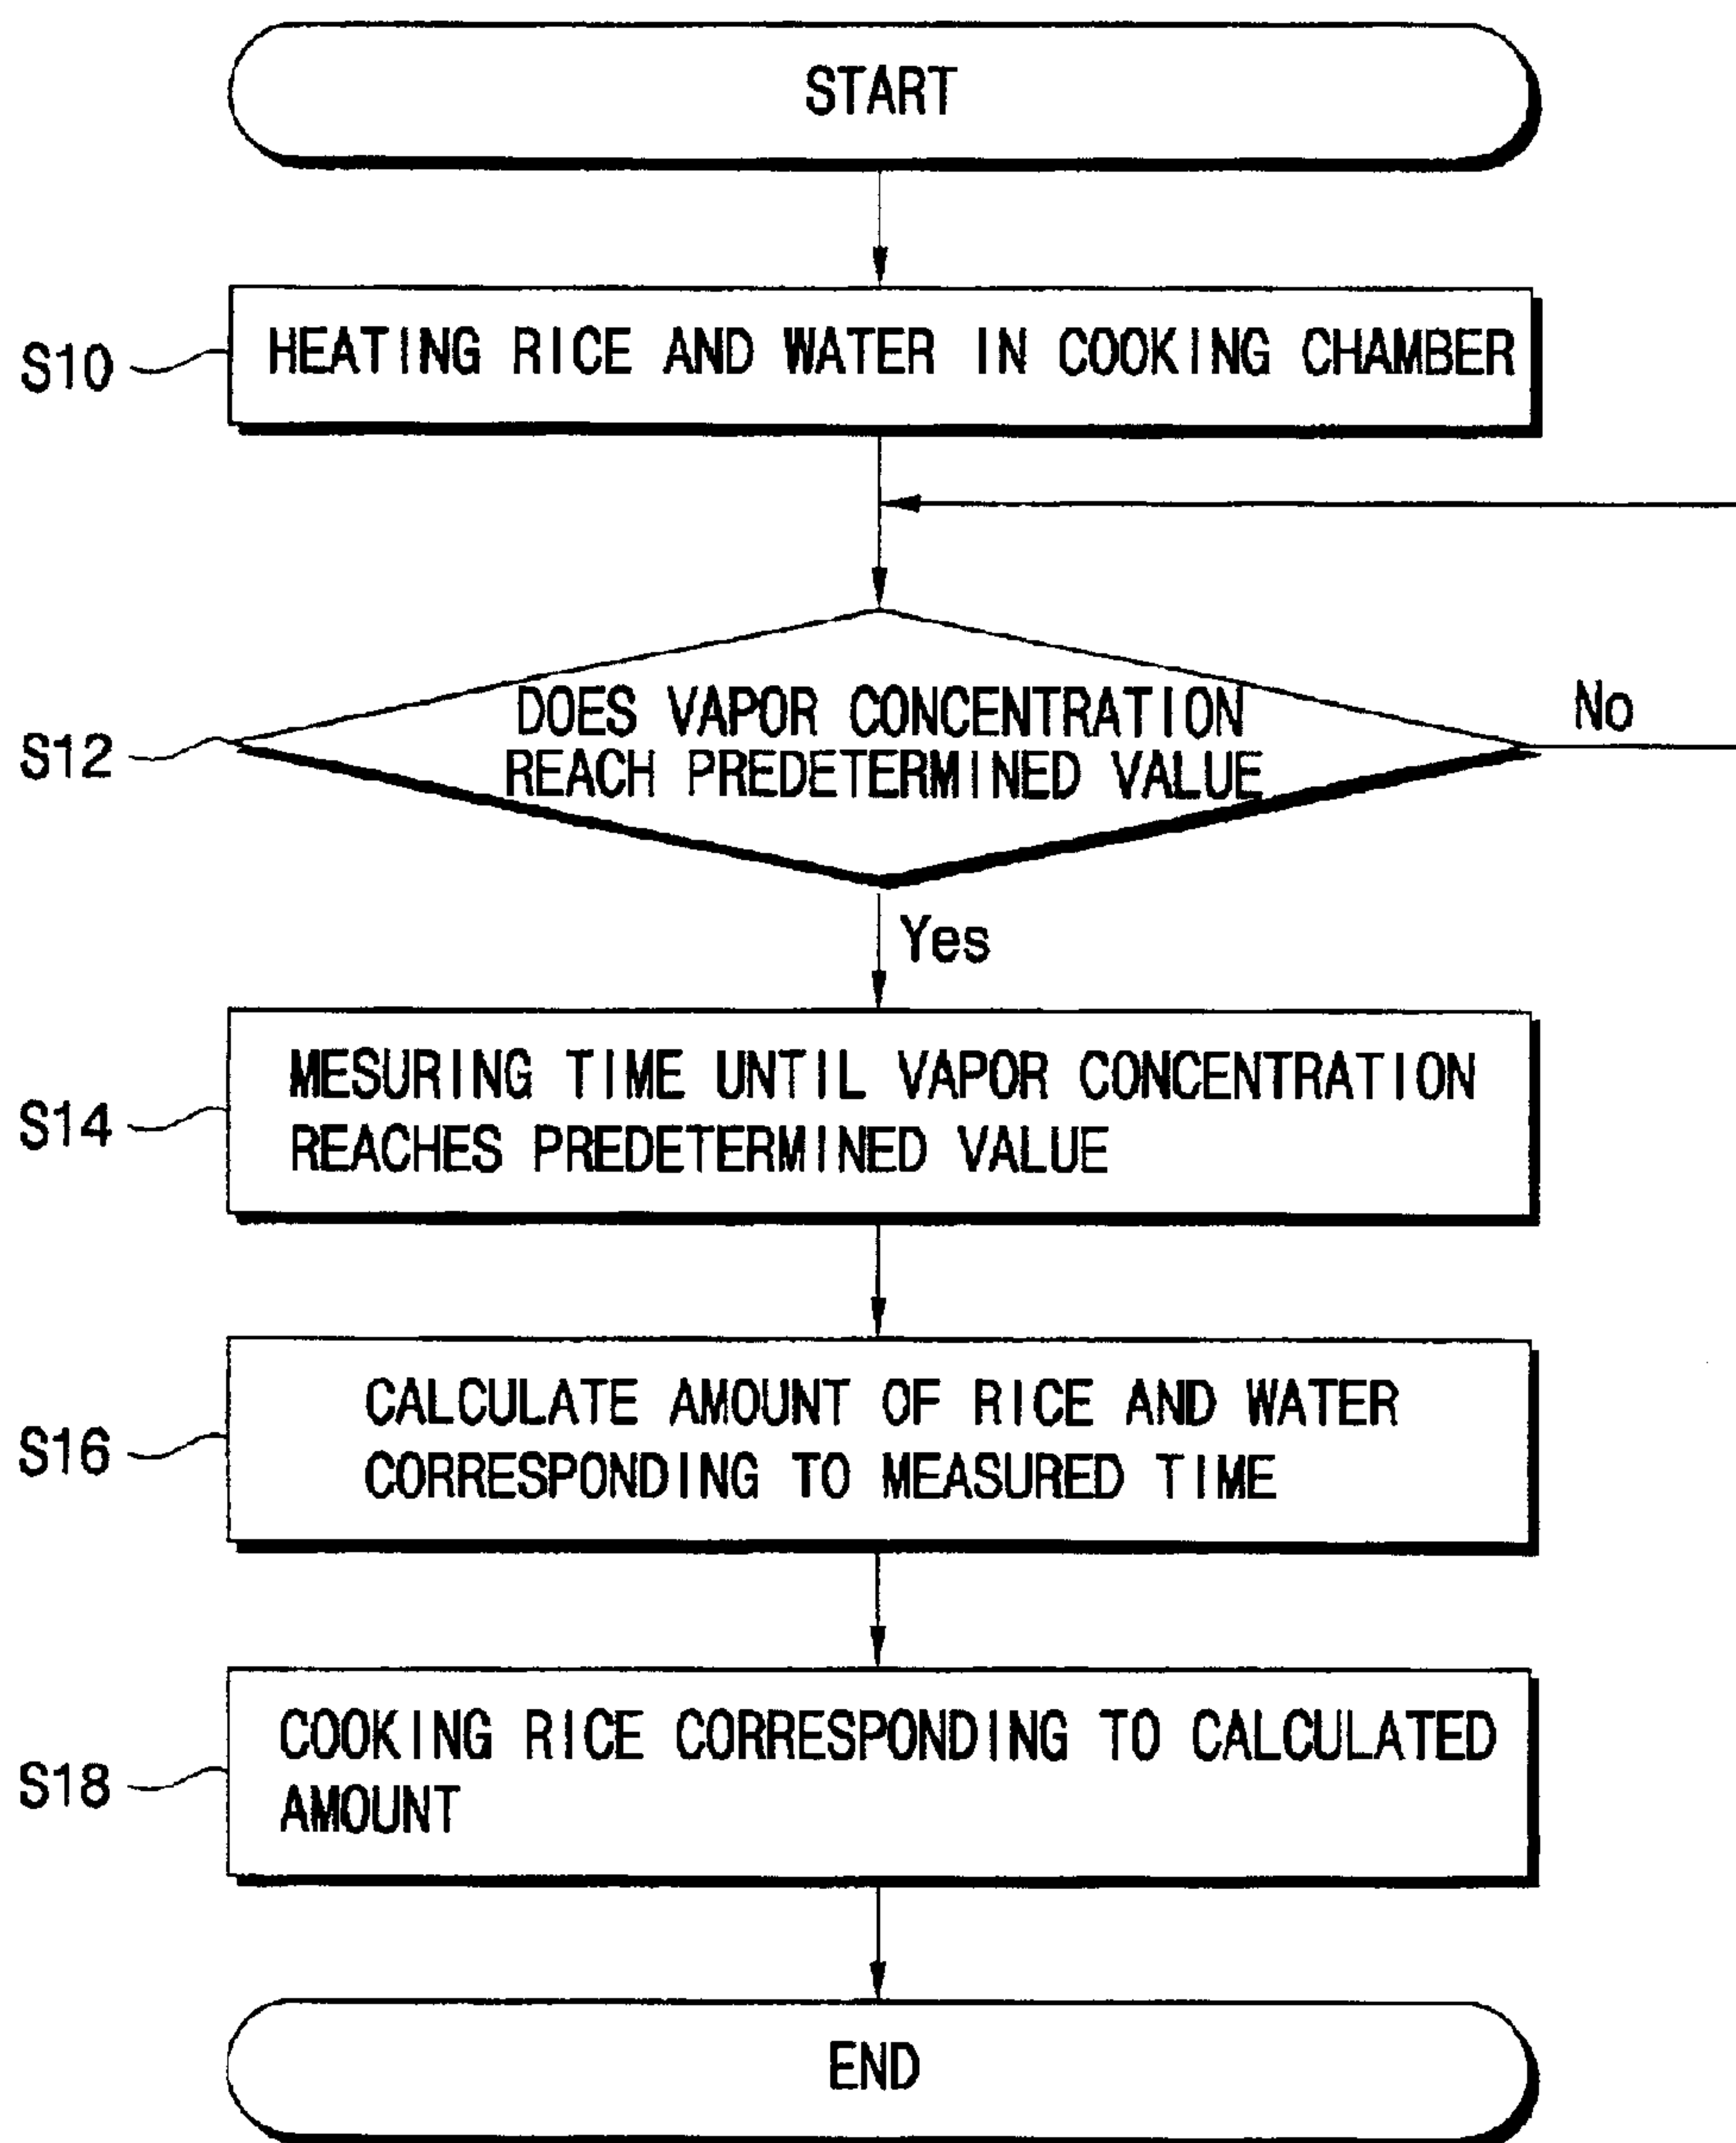 START
S10
HEATING RICE AND WATER IN COOKING CHAMBER
S12
DOES VAPOR CONCENTRATION
REACH PREDETERMINED VALUE
No
Yes
S14
MESURING TIME UNTIL VAPOR CONCENTRATION
REACHES PREDETERMINED VALUE
S16
CALCULATE AMOUNT OF RICE AND WATER
CORRESPONDING TO MEASURED TIME
S18
COOKING RICE CORRESPONDING TO CALCULATED
AMOUNT
END